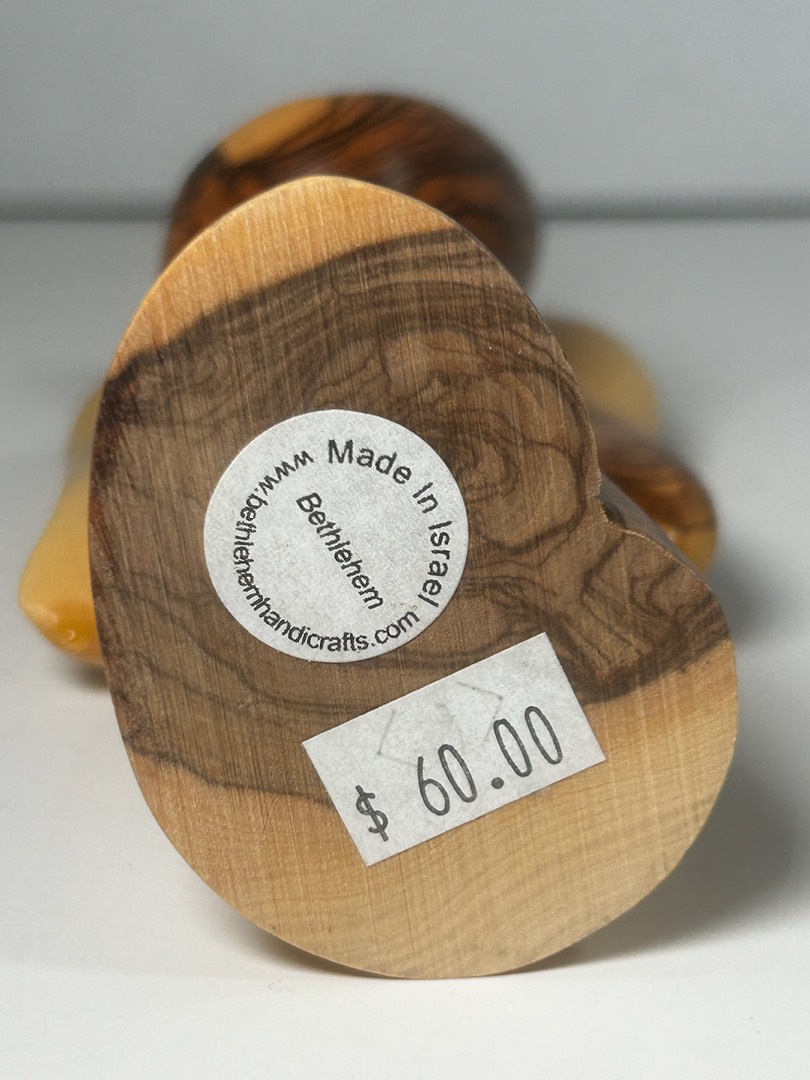 Made In Israel
Bethlehem
www.bethlehemhandicrafts.com
$ 60.00